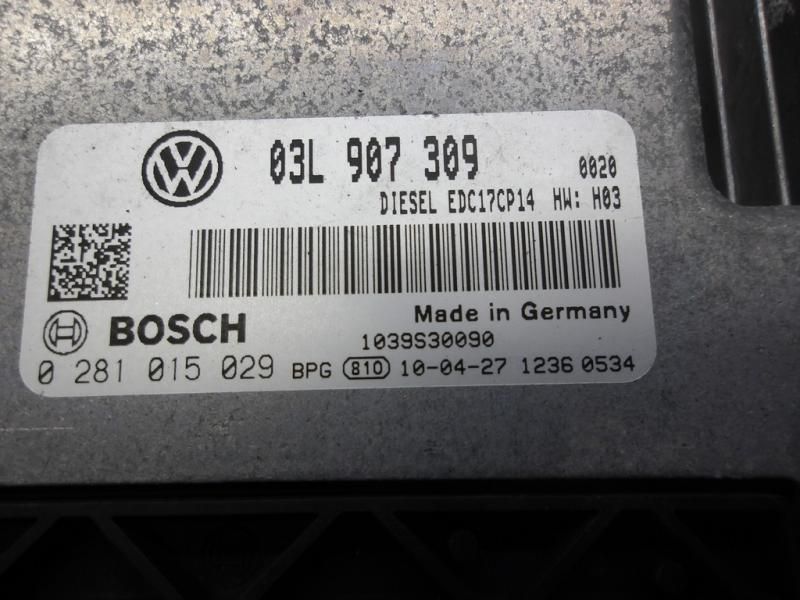 03L 907 309 0020
DIESEL EDC17CP14 HW: H03
Made in Germany
BOSCH 1039S30090
0 281 015 029 BPG 810 10-04-27 1236 0534